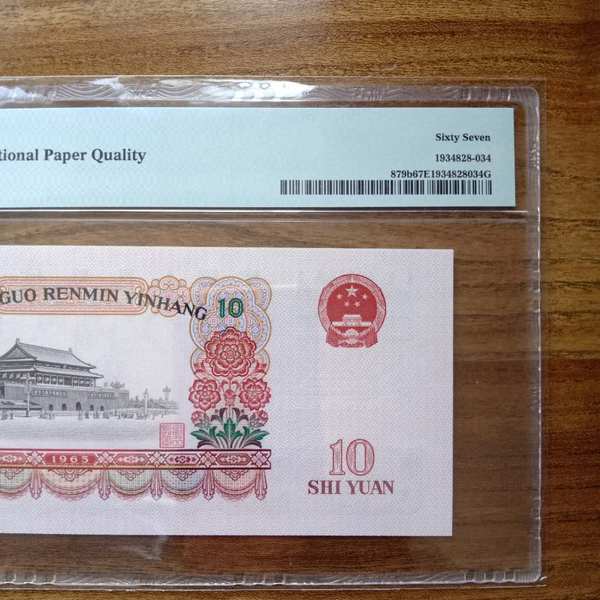 tional Paper Quality
Sixty Seven
1934828-034
879b67E1934828034G
GUO RENMIN YINHANG
10
1965
10
SHI YUAN